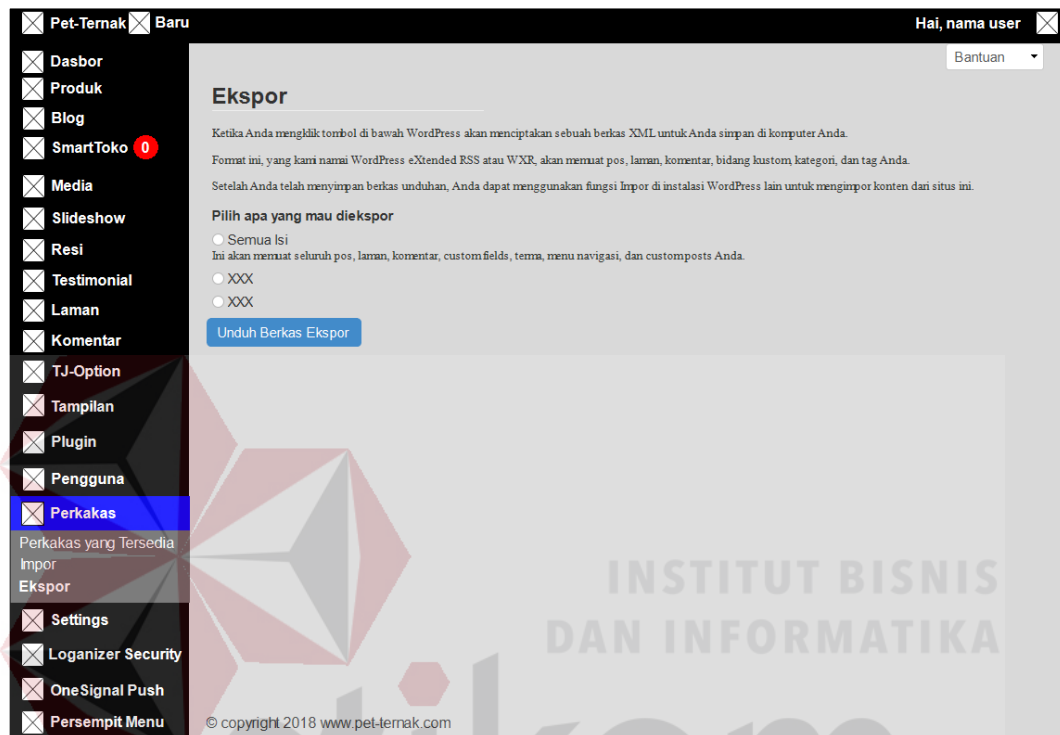 Pet-Ternak Baru Hai, nama user
Bantuan
Dasbor
Produk
Blog
SmartToko 0
Media
Slideshow
Resi
Testimonial
Laman
Komentar
TJ-Option
Tampilan
Plugin
Pengguna
Perkakas
Perkakas yang Tersedia
Impor
Ekspor
Settings
Loganizer Security
OneSignal Push
Persempit Menu
Ekspor
Ketika Anda mengklik tombol di bawah WordPress akan menciptakan sebuah berkas XML untuk Anda simpan di komputer Anda.
Format ini, yang kami namai WordPress eXtended RSS atau WXR, akan memuat pos, laman, komentar, bidang kustom, kategori, dan tag Anda.
Setelah Anda telah menyimpan berkas unduhan, Anda dapat menggunakan fungsi Impor di instalasi WordPress lain untuk mengimpor konten dari situs ini.
Pilih apa yang mau diekspor
Semua Isi
Ini akan memuat seluruh pos, laman, komentar, custom fields, terma, menu navigasi, dan custom posts Anda.
XXX
XXX
Unduh Berkas Ekspor
INSTITUT BISNIS
DAN INFORMATIKA
© copyright 2018 www.pet-ternak.com